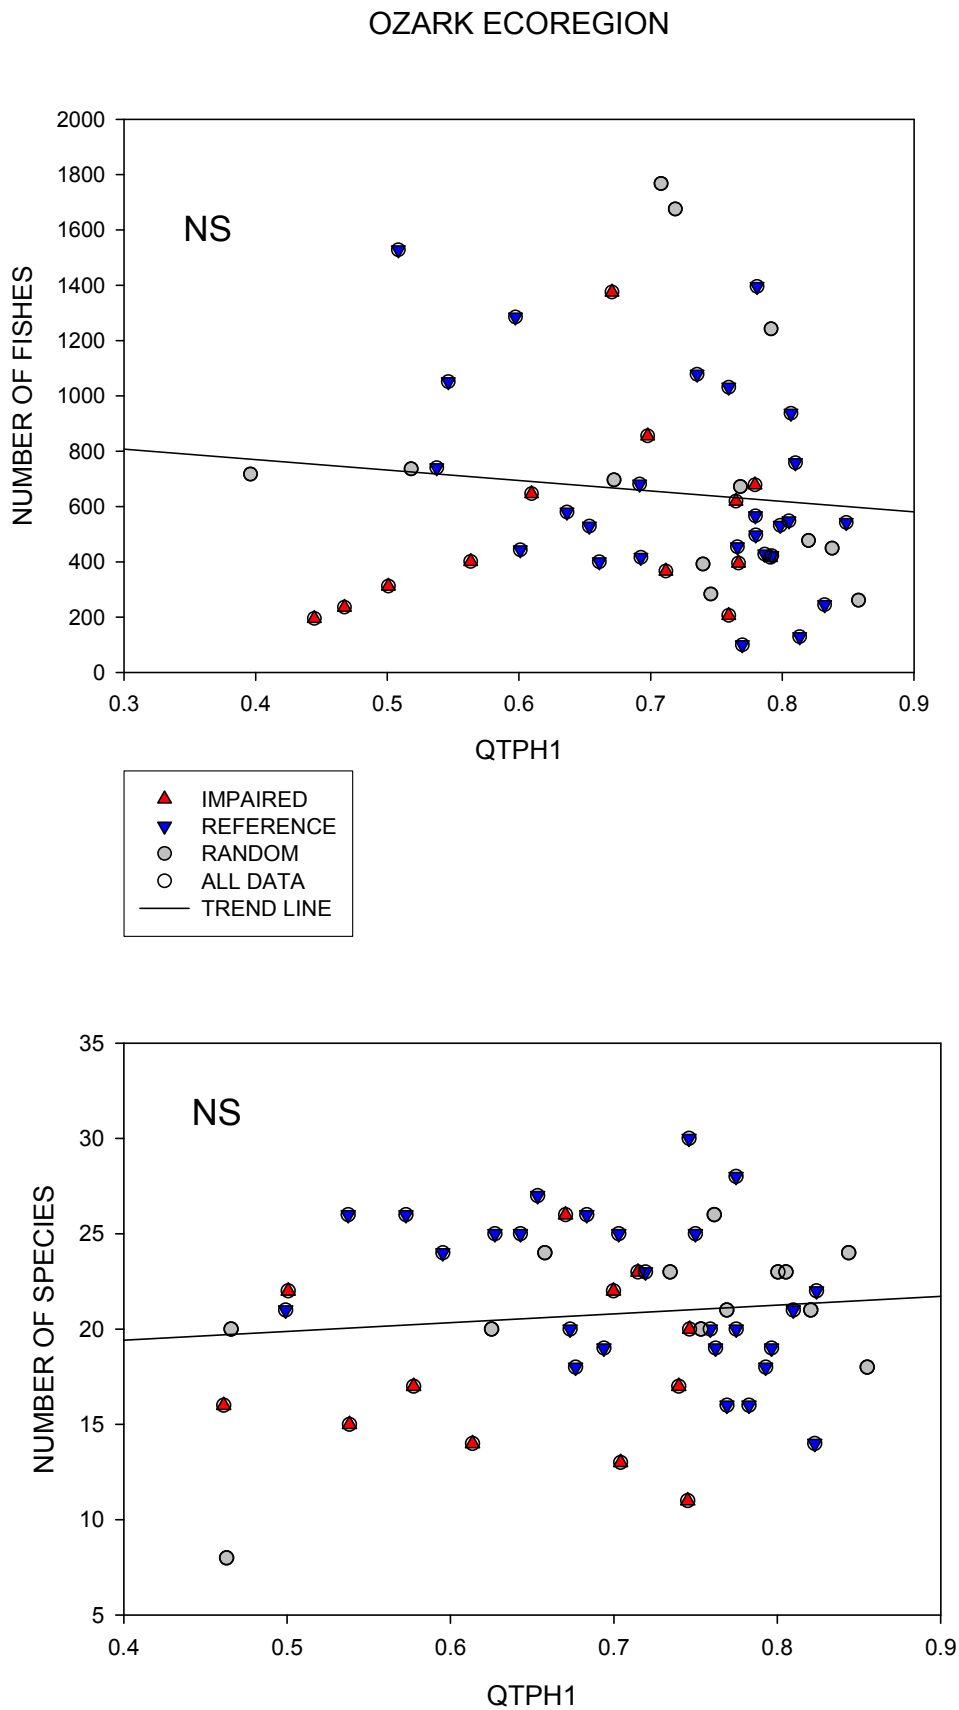 OZARK ECOREGION
2000
1800
1600
1400
1200
1000
800
600
400
200
0
NUMBER OF FISHES
NS
0.3 0.4 0.5 0.6 0.7 0.8 0.9
QTPH1
IMPAIRED
REFERENCE
RANDOM
ALL DATA
TREND LINE
35
30
25
20
15
10
5
NUMBER OF SPECIES
NS
0.4 0.5 0.6 0.7 0.8 0.9
QTPH1